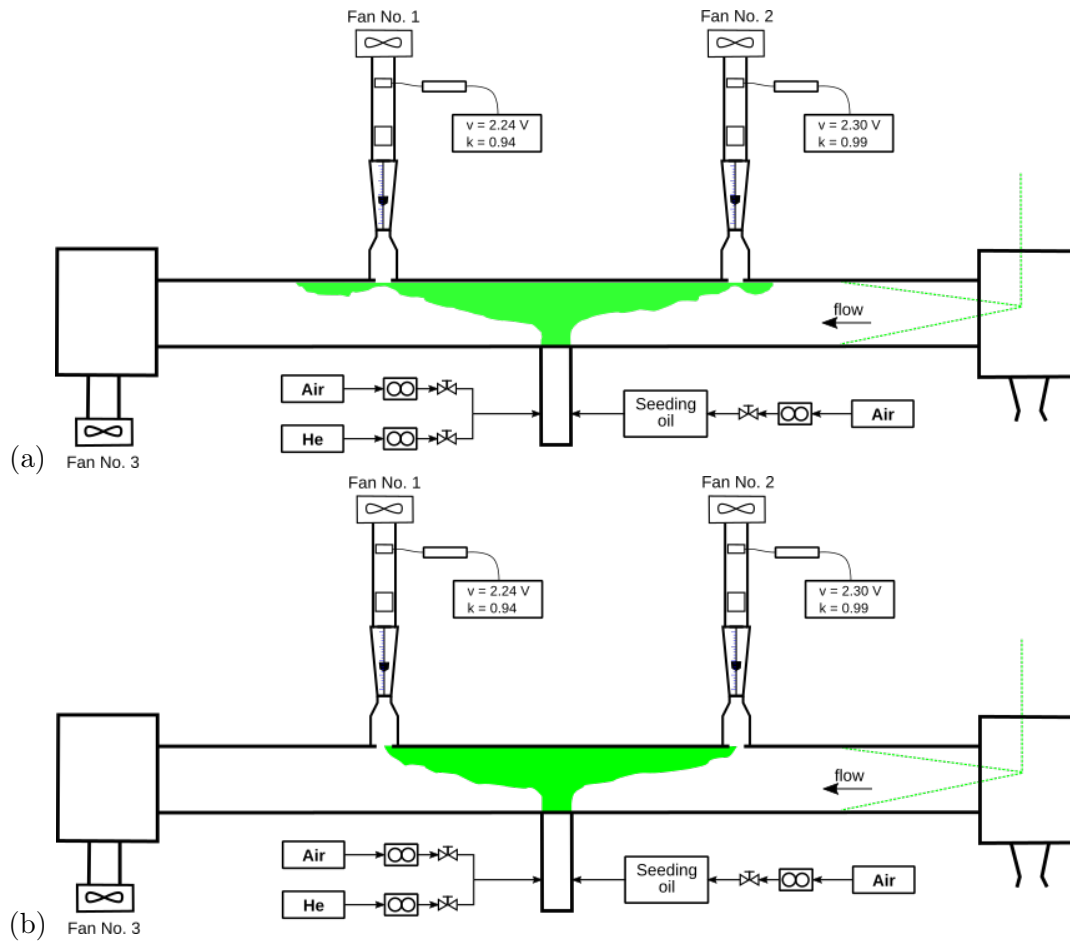 Fan No. 1
Fan No. 2
v = 2.24 V
k = 0.94
v = 2.30 V
k = 0.99
flow
Air
He
Seeding
oil
Air
(a)
Fan No. 3
Fan No. 1
Fan No. 2
v = 2.24 V
k = 0.94
v = 2.30 V
k = 0.99
flow
Air
He
Seeding
oil
Air
(b)
Fan No. 3